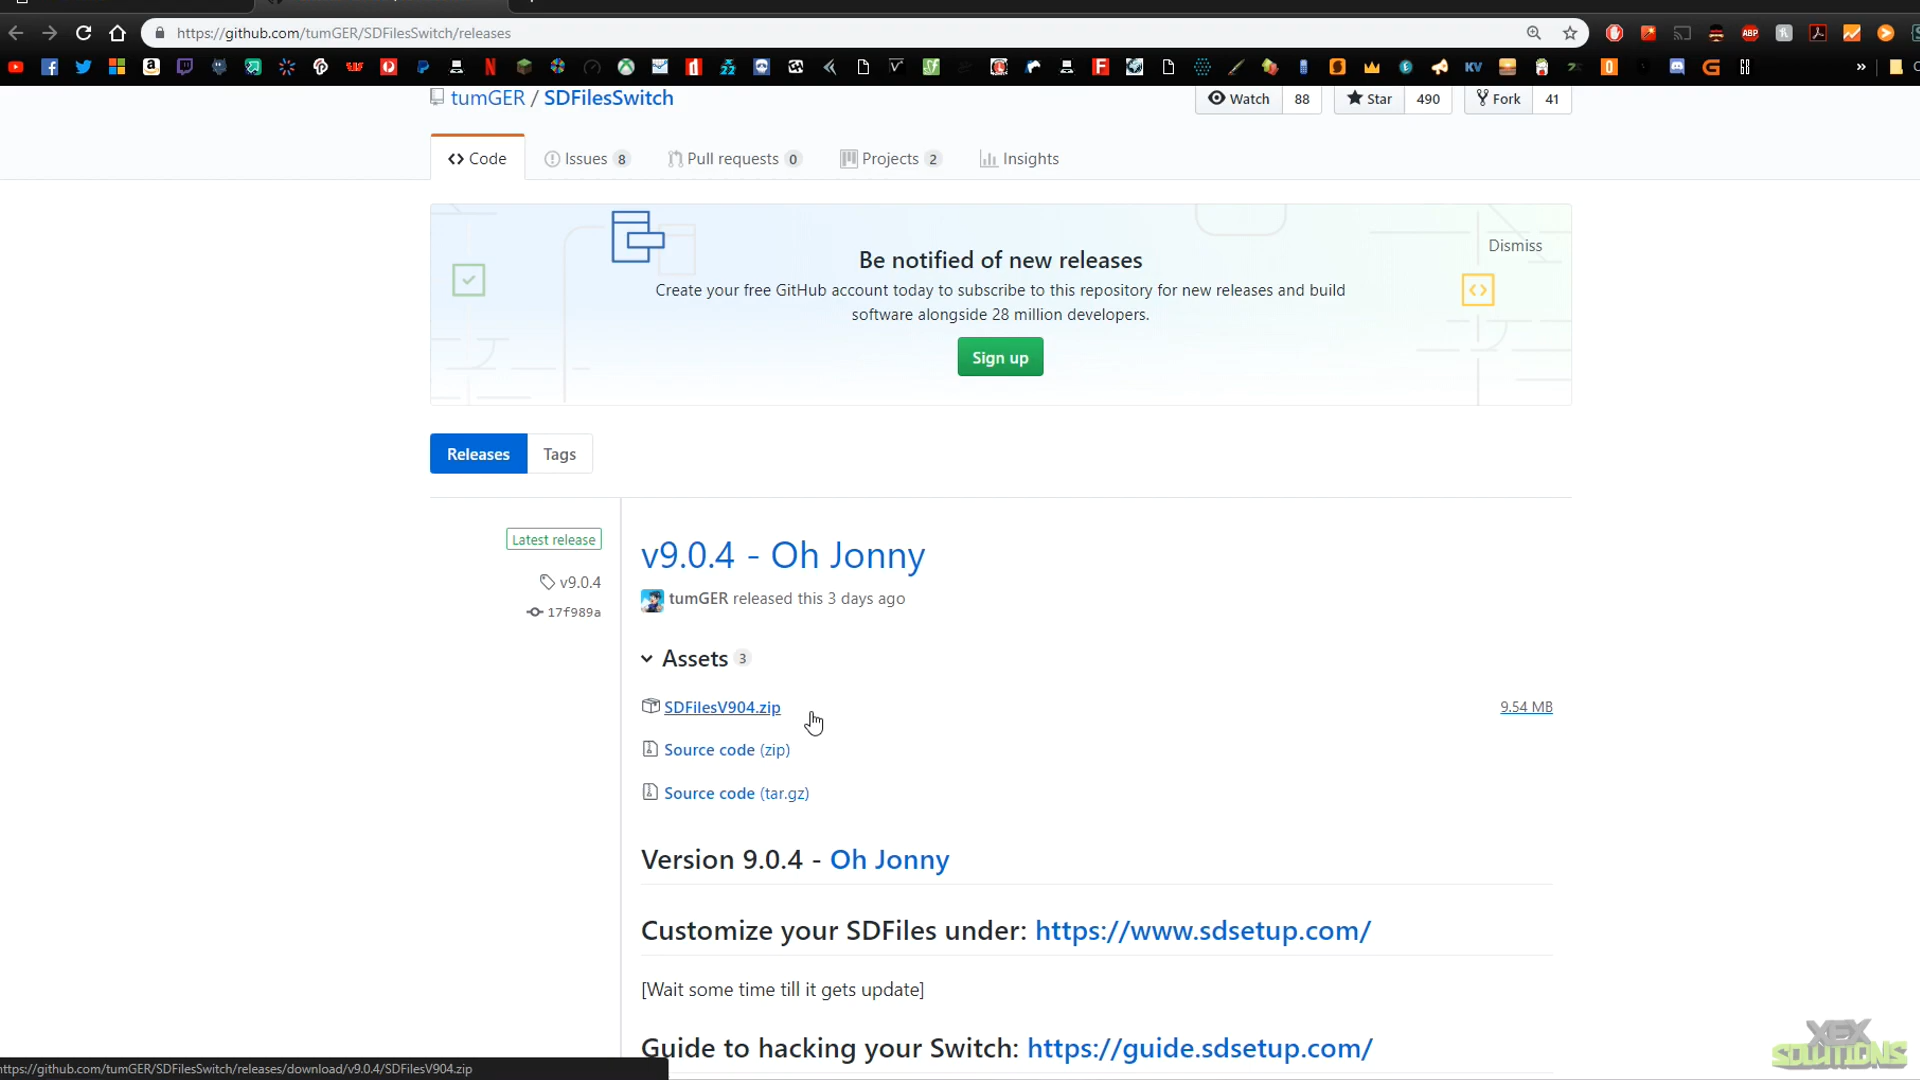 https://github.com/tumGER/SDFilesSwitch/releases
ABP
KV
tumGER / SDFilesSwitch
Watch 88 Star 490 Fork 41
Code Issues 8 Pull requests 0 Projects 2 Insights
Dismiss
Be notified of new releases
Create your free GitHub account today to subscribe to this repository for new releases and build
software alongside 28 million developers.
Sign up
Releases Tags
Latest release
v9.0.4
17f989a
v9.0.4 - Oh Jonny
tumGER released this 3 days ago
Assets 3
SDFilesV904.zip 9.54 MB
Source code (zip)
Source code (tar.gz)
Version 9.0.4 - Oh Jonny
Customize your SDFiles under: https://www.sdsetup.com/
[Wait some time till it gets update]
Guide to hacking your Switch: https://guide.sdsetup.com/
https://github.com/tumGER/SDFilesSwitch/releases/download/v9.0.4/SDFilesV904.zip
XEX
SOLUTIONS